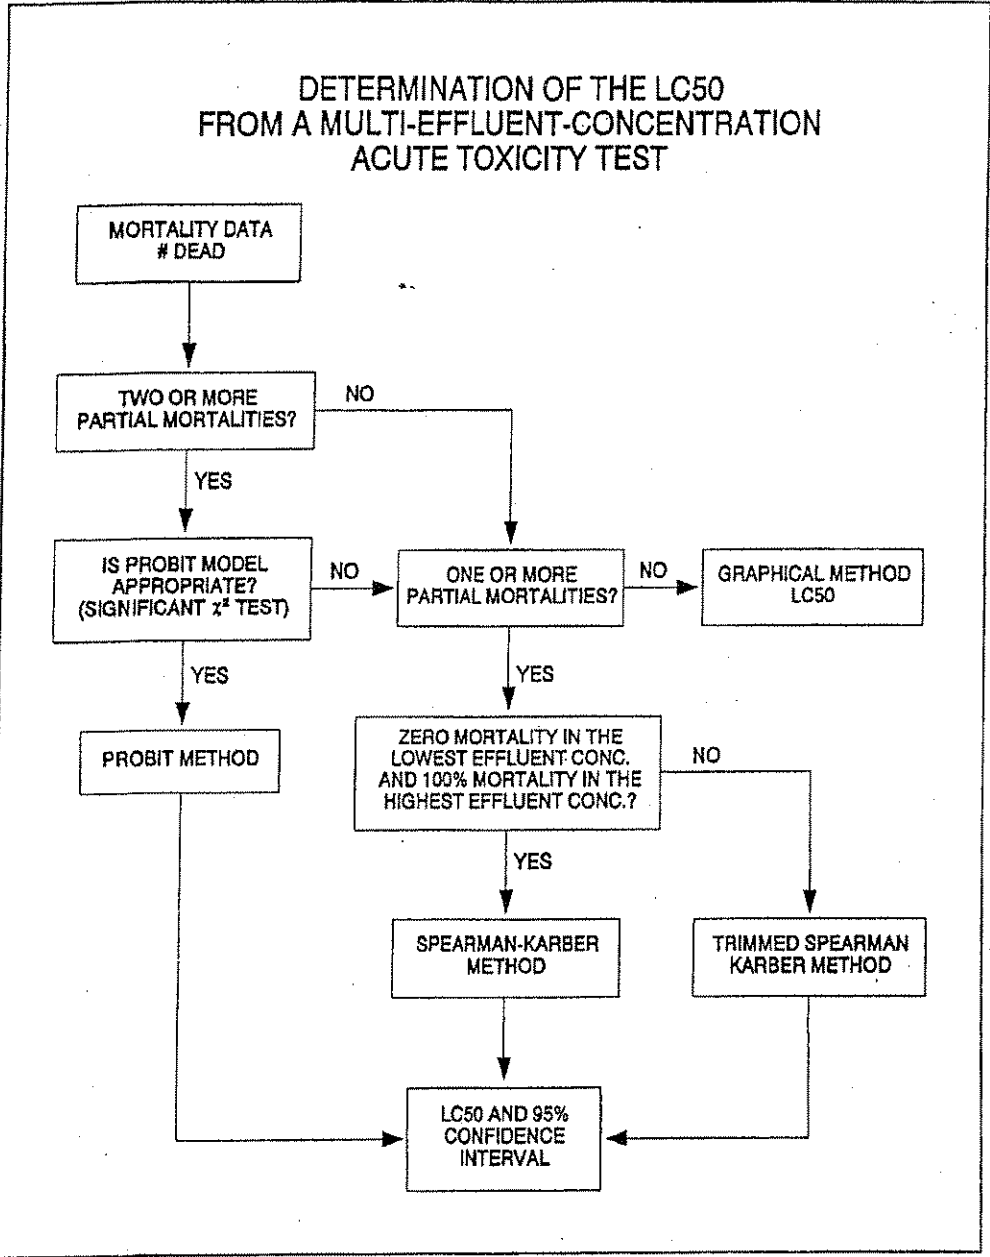 DETERMINATION OF THE LC50
FROM A MULTI-EFFLUENT-CONCENTRATION
ACUTE TOXICITY TEST
MORTALITY DATA
# DEAD
TWO OR MORE
PARTIAL MORTALITIES?
NO
YES
IS PROBIT MODEL
APPROPRIATE?
(SIGNIFICANT χ² TEST)
NO
ONE OR MORE
PARTIAL MORTALITIES?
NO
GRAPHICAL METHOD
LC50
YES
YES
PROBIT METHOD
ZERO MORTALITY IN THE
LOWEST EFFLUENT CONC.
AND 100% MORTALITY IN THE
HIGHEST EFFLUENT CONC.?
NO
YES
SPEARMAN-KARBER
METHOD
TRIMMED SPEARMAN
KARBER METHOD
LC50 AND 95%
CONFIDENCE
INTERVAL